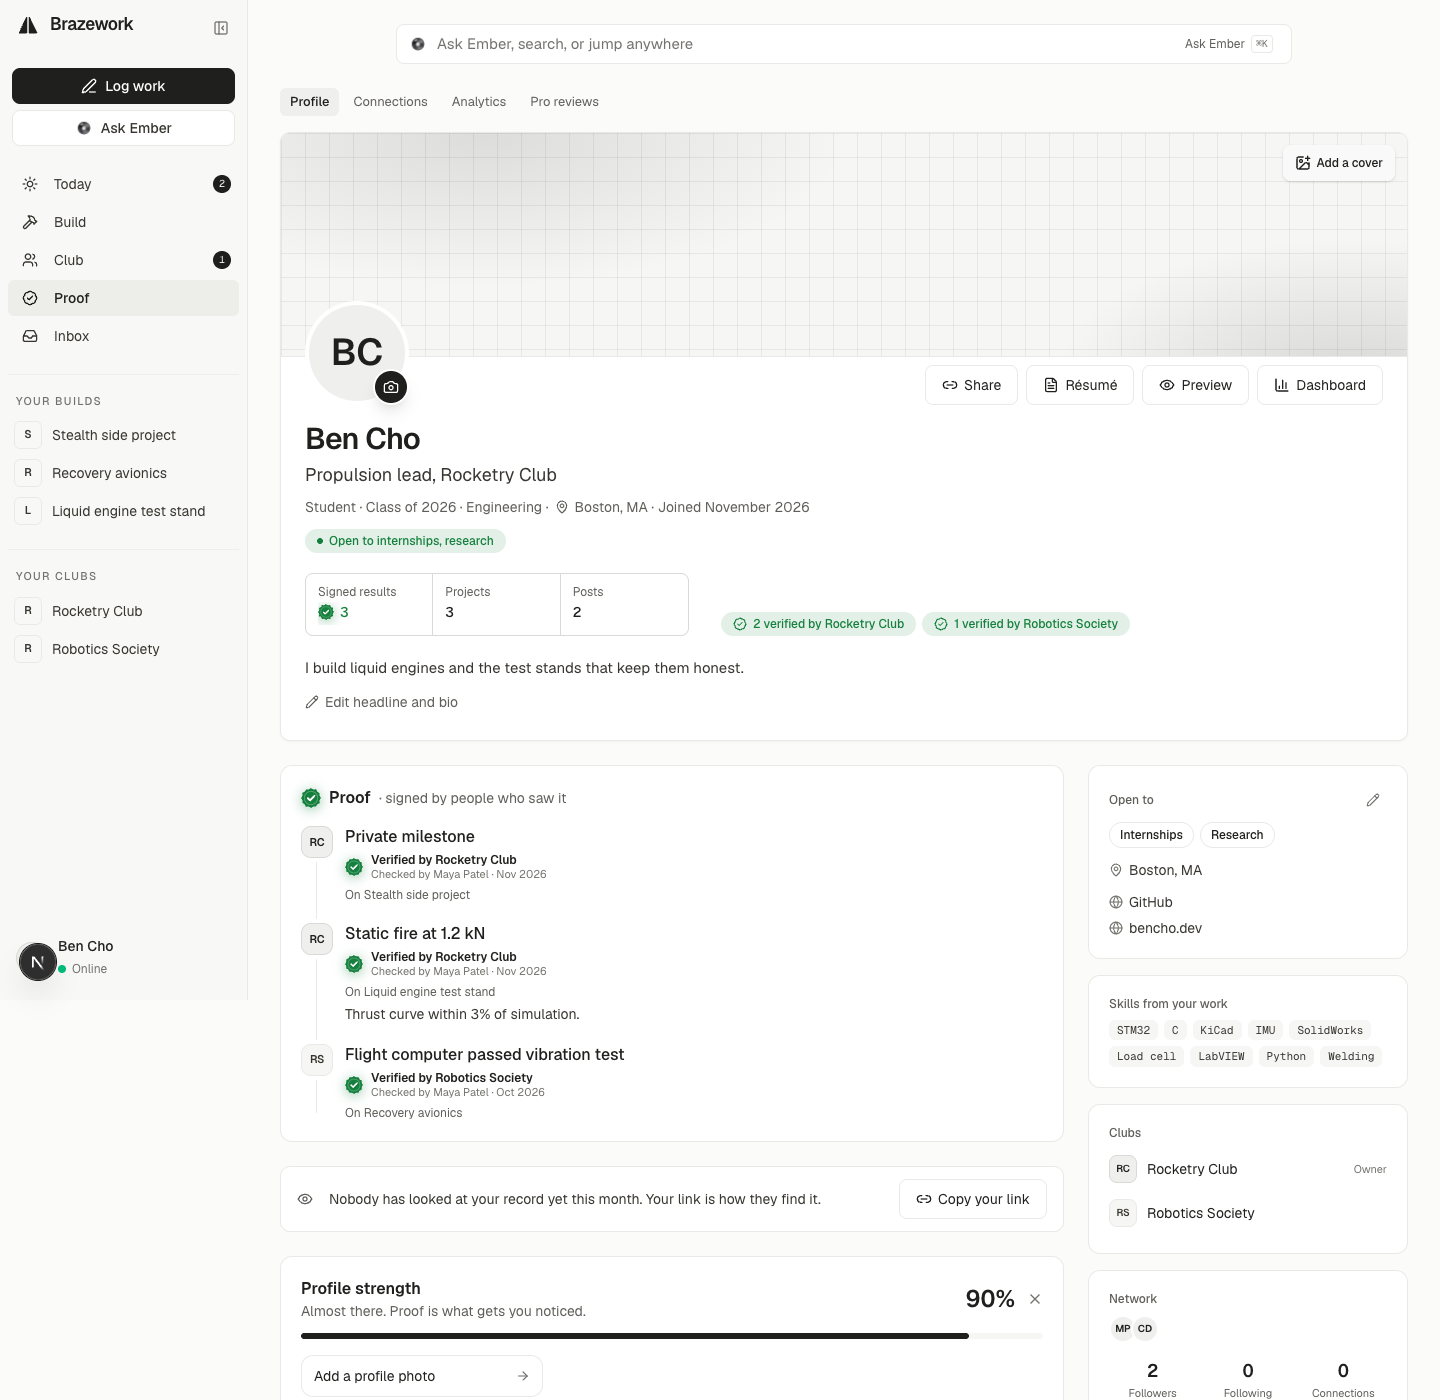 Brazework
Log work
Ask Ember
Today 2
Build
Club 1
Proof
Inbox
YOUR BUILDS
S Stealth side project
R Recovery avionics
L Liquid engine test stand
YOUR CLUBS
R Rocketry Club
R Robotics Society
N Ben Cho
Online
Ask Ember, search, or jump anywhere Ask Ember ⌘K
Profile Connections Analytics Pro reviews
Add a cover
BC
Share Résumé Preview Dashboard
Ben Cho
Propulsion lead, Rocketry Club
Student · Class of 2026 · Engineering · Boston, MA · Joined November 2026
Open to internships, research
Signed results Projects Posts
3 3 2
2 verified by Rocketry Club 1 verified by Robotics Society
I build liquid engines and the test stands that keep them honest.
Edit headline and bio
Proof · signed by people who saw it
RC Private milestone
Verified by Rocketry Club
Checked by Maya Patel · Nov 2026
On Stealth side project
RC Static fire at 1.2 kN
Verified by Rocketry Club
Checked by Maya Patel · Nov 2026
On Liquid engine test stand
Thrust curve within 3% of simulation.
RS Flight computer passed vibration test
Verified by Robotics Society
Checked by Maya Patel · Oct 2026
On Recovery avionics
Nobody has looked at your record yet this month. Your link is how they find it. Copy your link
Profile strength
Almost there. Proof is what gets you noticed.
90%
Add a profile photo
Open to
Internships Research
Boston, MA
GitHub
bencho.dev
Skills from your work
STM32 C KiCad IMU SolidWorks
Load cell LabVIEW Python Welding
Clubs
RC Rocketry Club Owner
RS Robotics Society
Network
MP CD
2 0 0
Followers Following Connections